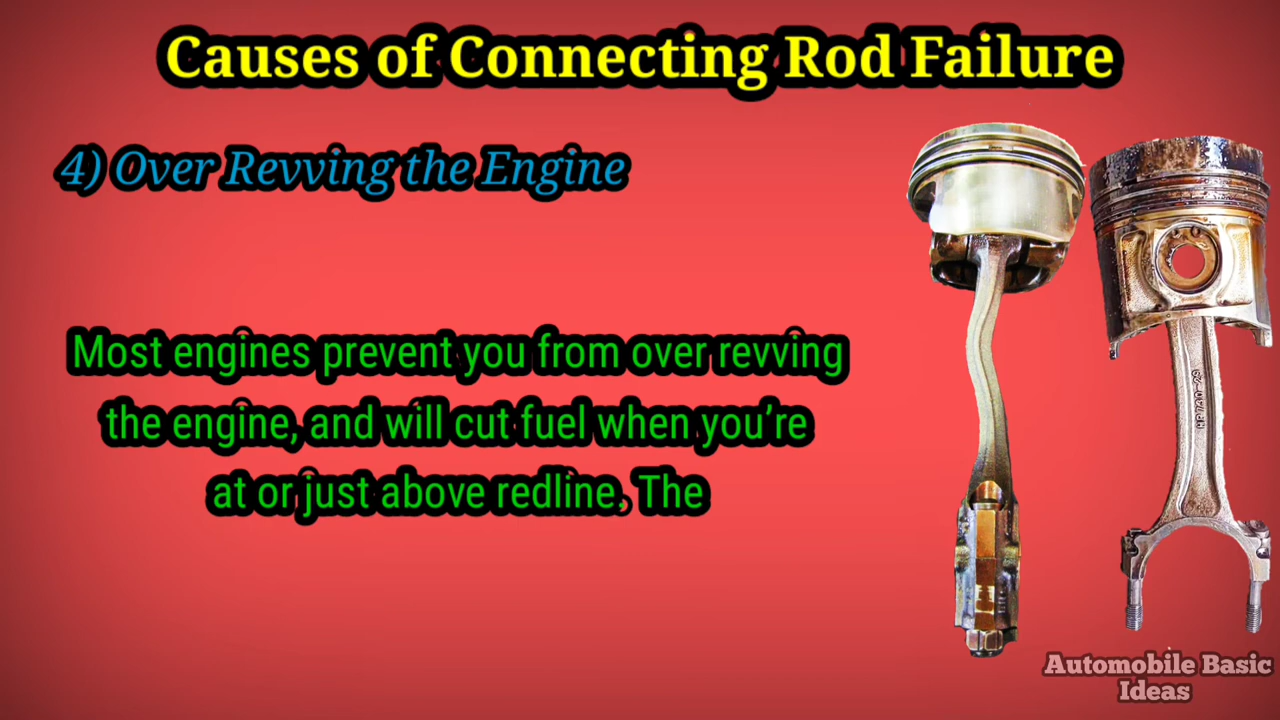 Causes of Connecting Rod Failure
4) Over Revving the Engine
Most engines prevent you from over revving
the engine, and will cut fuel when you’re
at or just above redline. The
Automobile Basic
Ideas